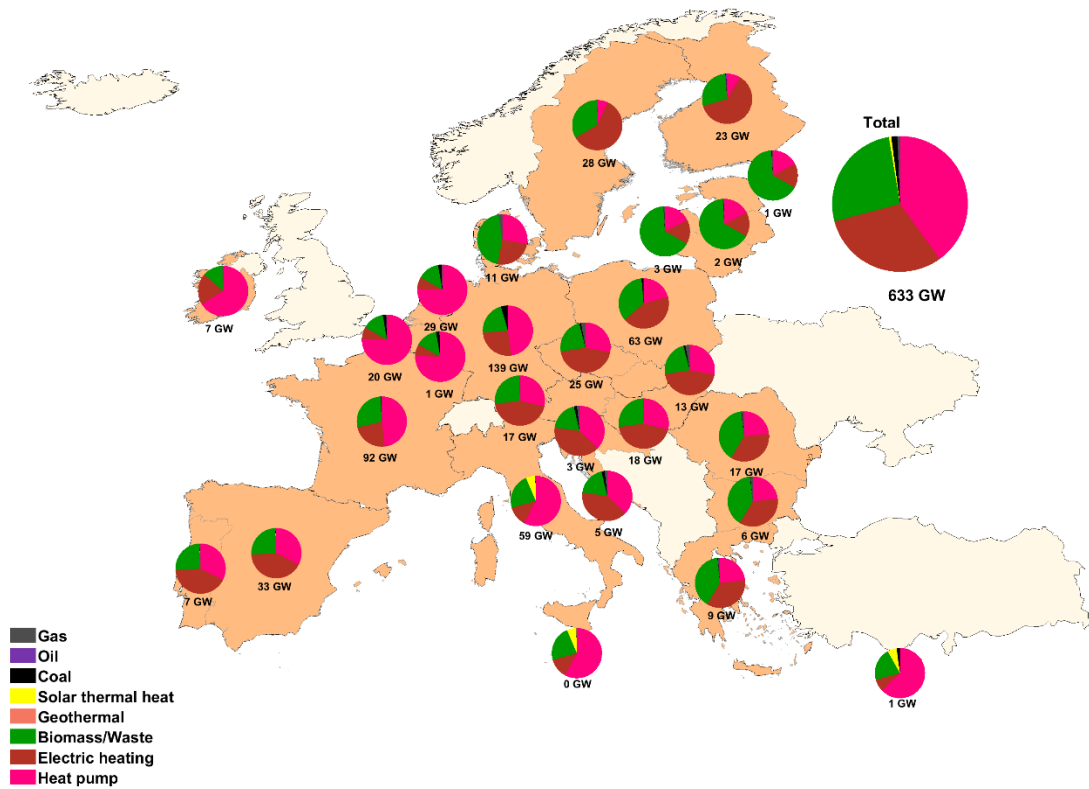 23 GW
Total
28 GW
1 GW
3 GW
2 GW
11 GW
633 GW
7 GW
29 GW
63 GW
20 GW
1 GW
139 GW
25 GW
13 GW
17 GW
92 GW
3 GW
18 GW
17 GW
59 GW
5 GW
6 GW
7 GW
33 GW
9 GW
0 GW
1 GW
Gas
Oil
Coal
Solar thermal heat
Geothermal
Biomass/Waste
Electric heating
Heat pump